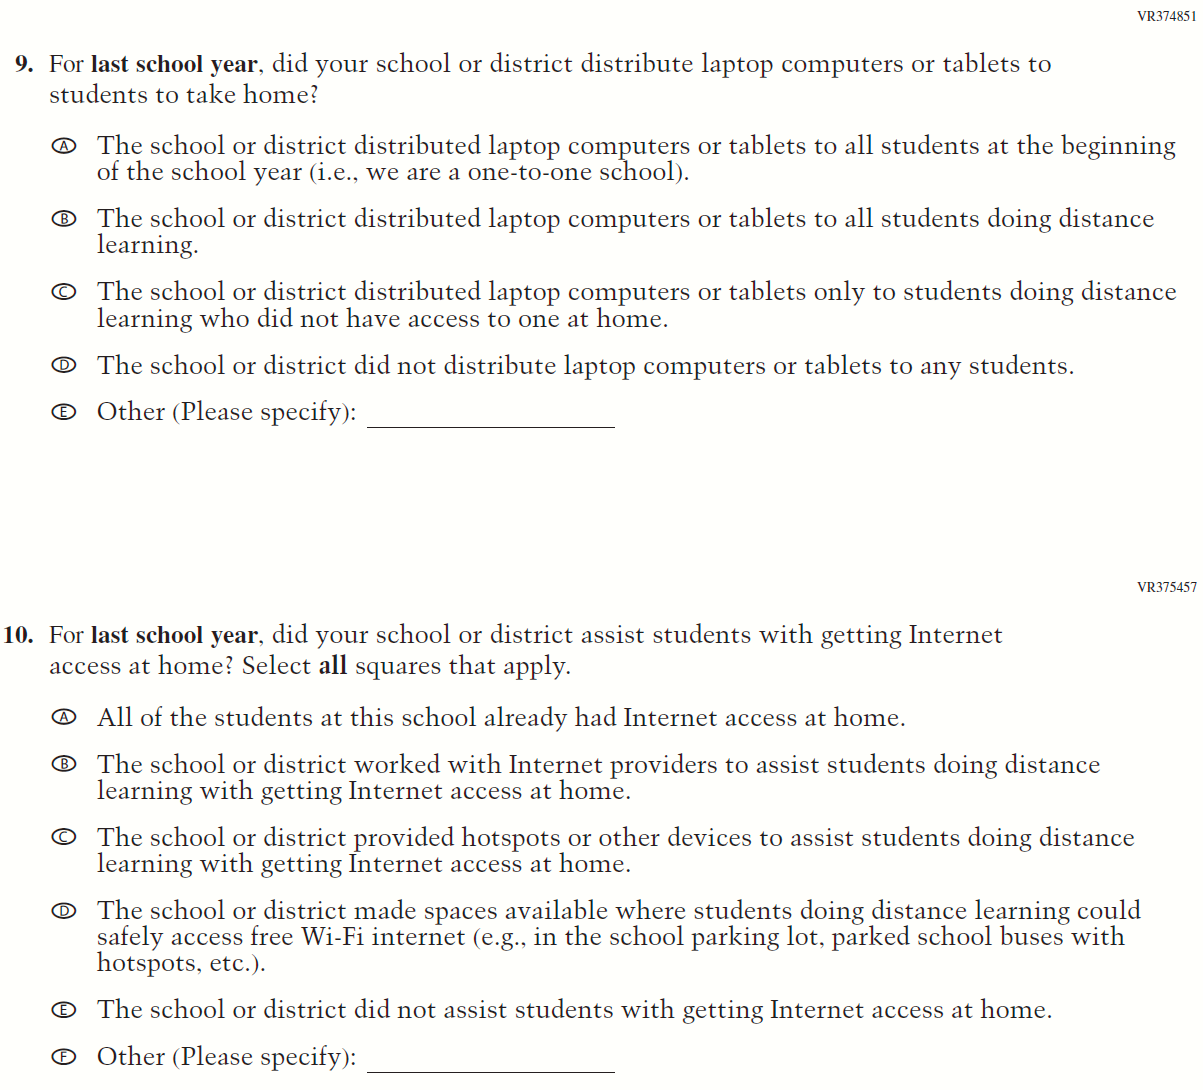 VR374851
9. For last school year, did your school or district distribute laptop computers or tablets to
students to take home?
A The school or district distributed laptop computers or tablets to all students at the beginning
of the school year (i.e., we are a one-to-one school).
B The school or district distributed laptop computers or tablets to all students doing distance
learning.
C The school or district distributed laptop computers or tablets only to students doing distance
learning who did not have access to one at home.
D The school or district did not distribute laptop computers or tablets to any students.
E Other (Please specify):
VR375457
10. For last school year, did your school or district assist students with getting Internet
access at home? Select all squares that apply.
A All of the students at this school already had Internet access at home.
B The school or district worked with Internet providers to assist students doing distance
learning with getting Internet access at home.
C The school or district provided hotspots or other devices to assist students doing distance
learning with getting Internet access at home.
D The school or district made spaces available where students doing distance learning could
safely access free Wi-Fi internet (e.g., in the school parking lot, parked school buses with
hotspots, etc.).
E The school or district did not assist students with getting Internet access at home.
F Other (Please specify):